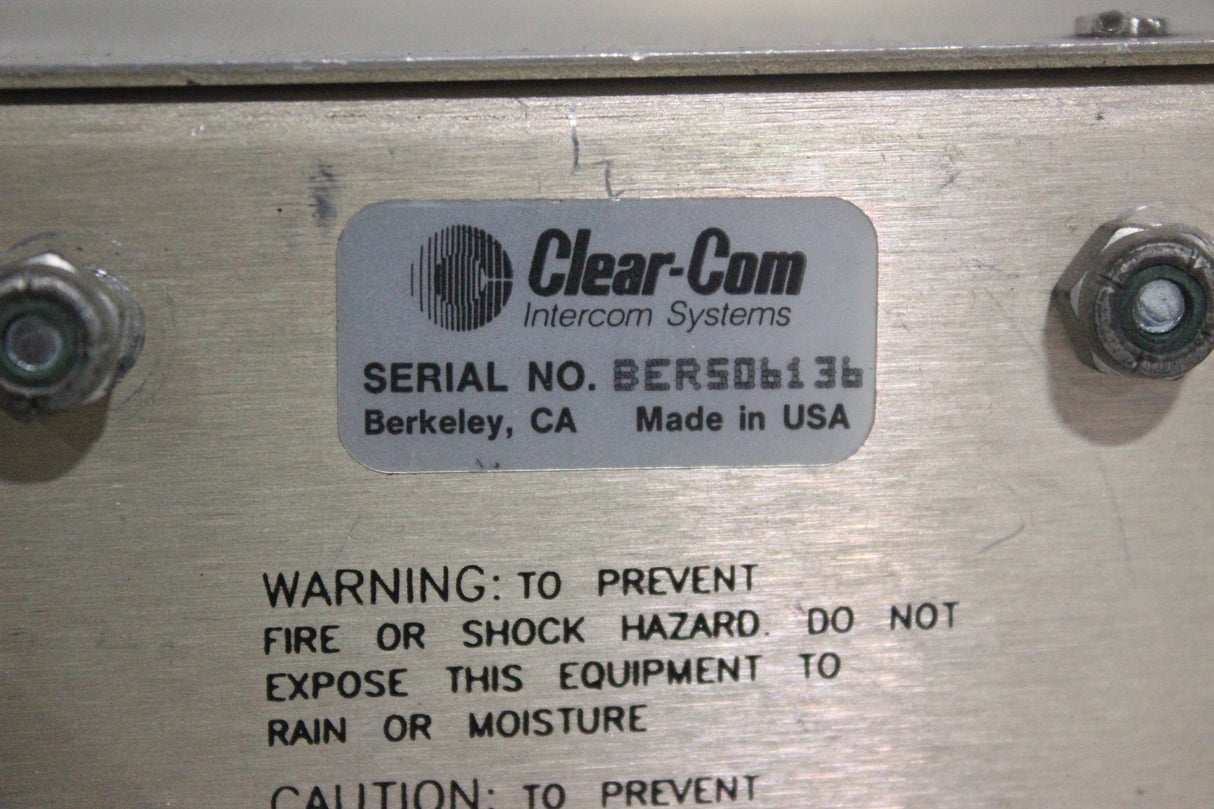 Clear-Com
Intercom Systems
SERIAL NO. BERS06136
Berkeley, CA Made in USA
WARNING: TO PREVENT
FIRE OR SHOCK HAZARD. DO NOT
EXPOSE THIS EQUIPMENT TO
RAIN OR MOISTURE
CAUTION: TO PREVENT